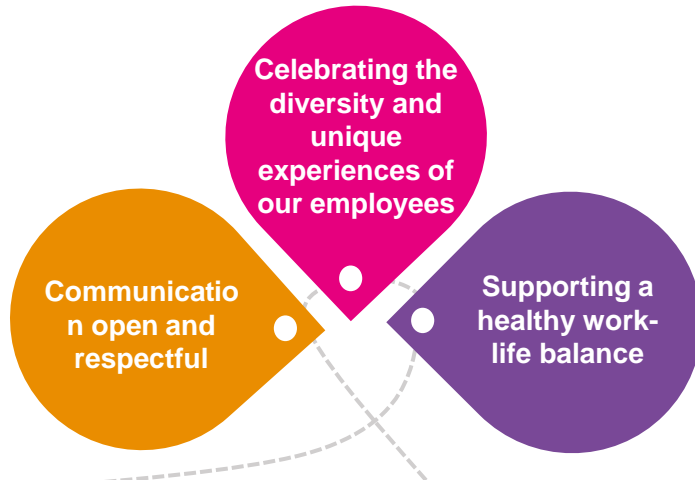 Celebrating the
diversity and
unique
experiences of
our employees
Communicatio
n open and
respectful
Supporting a
healthy work-
life balance